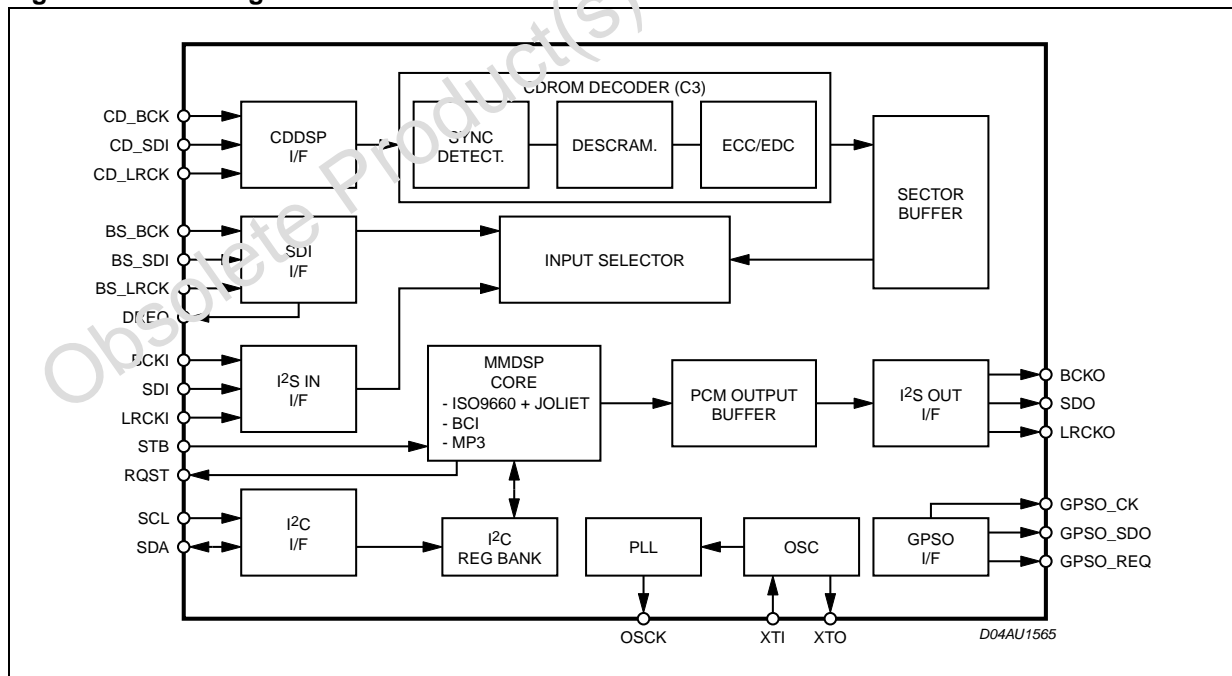 CDROM DECODER (C3)
CD_BCK
CD_SDI
CD_LRCK
CDDSP
I/F
SYNC
DETECT.
DESCRAM.
ECC/EDC
SECTOR
BUFFER
BS_BCK
BS_SDI
BS_LRCK
DREQ
SDI
I/F
INPUT SELECTOR
BCKI
SDI
LRCKI
STB
RQST
I2S IN
I/F
MMDSP
CORE
- ISO9660 + JOLIET
- BCI
- MP3
PCM OUTPUT
BUFFER
I2S OUT
I/F
BCKO
SDO
LRCKO
SCL
SDA
I2C
I/F
I2C
REG BANK
PLL
OSC
GPSO
I/F
GPSO_CK
GPSO_SDO
GPSO_REQ
OSCK
XTI
XTO
D04AU1565
Obsolete Product(s)